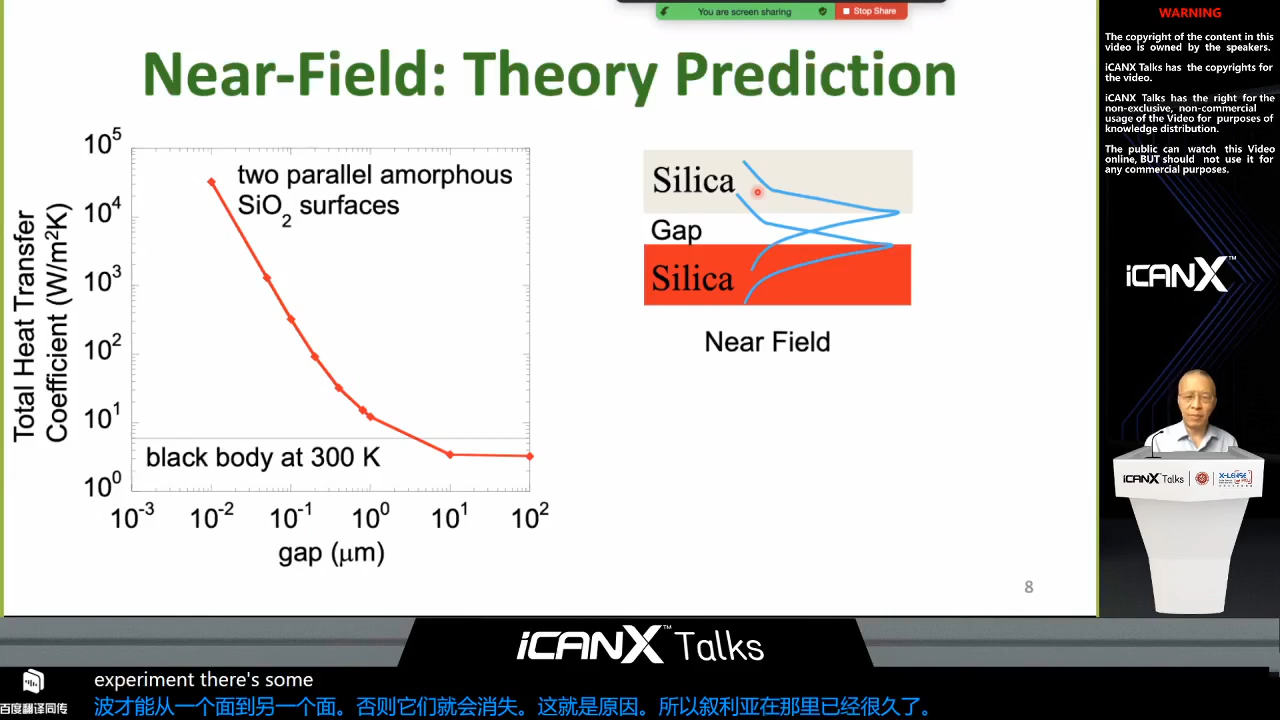 You are screen sharing
Stop Share
Near-Field: Theory Prediction
10^5
10^4
10^3
10^2
10^1
10^0
Total Heat Transfer
Coefficient (W/m²K)
two parallel amorphous
SiO₂ surfaces
black body at 300 K
10^-3 10^-2 10^-1 10^0 10^1 10^2
gap (μm)
Silica
Gap
Silica
Near Field
8
WARNING
The copyright of the content in this
video is owned by the speakers.
iCANX Talks has the copyrights for
the video.
iCANX Talks has the right for the
non-exclusive, non-commercial
usage of the Video for purposes of
knowledge distribution.
The public can watch this Video
online, BUT should not use it for
any commercial purposes.
iCANX™
iCANX Talks
iCANX™ Talks
百度翻译同传
experiment there's some
波才能从一个面到另一个面。否则它们就会消失。这就是原因。所以叙利亚在那里已经很久了。